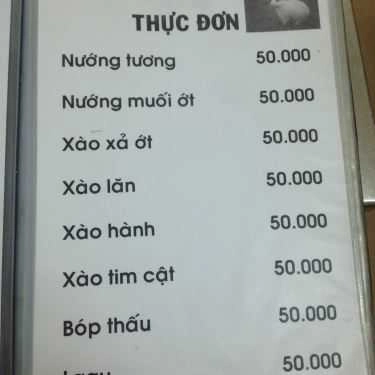 THỰC ĐƠN
Nướng tương 50.000
Nướng muối ớt 50.000
Xào xả ớt 50.000
Xào lăn 50.000
Xào hành 50.000
Xào tim cật 50.000
Bóp thấu 50.000
50.000